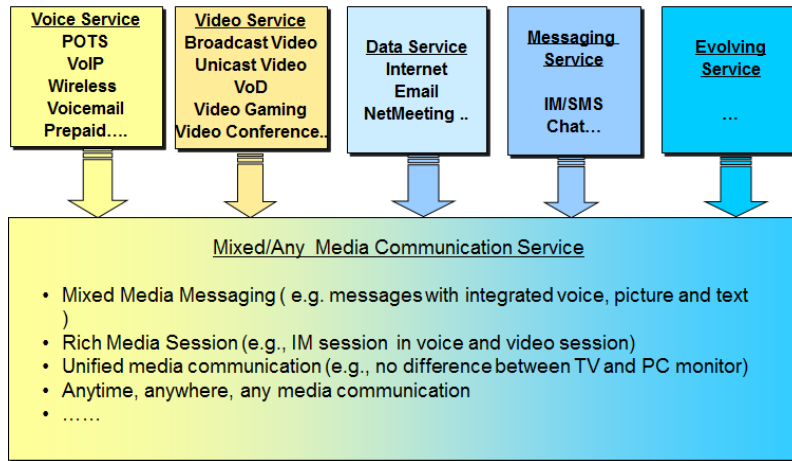 Voice Service
POTS
VoIP
Wireless
Voicemail
Prepaid….
Video Service
Broadcast Video
Unicast Video
VoD
Video Gaming
Video Conference..
Data Service
Internet
Email
NetMeeting ..
Messaging
Service
IM/SMS
Chat…
Evolving
Service
…
Mixed/Any Media Communication Service
• Mixed Media Messaging ( e.g. messages with integrated voice, picture and text
)
• Rich Media Session (e.g., IM session in voice and video session)
• Unified media communication (e.g., no difference between TV and PC monitor)
• Anytime, anywhere, any media communication
• ……